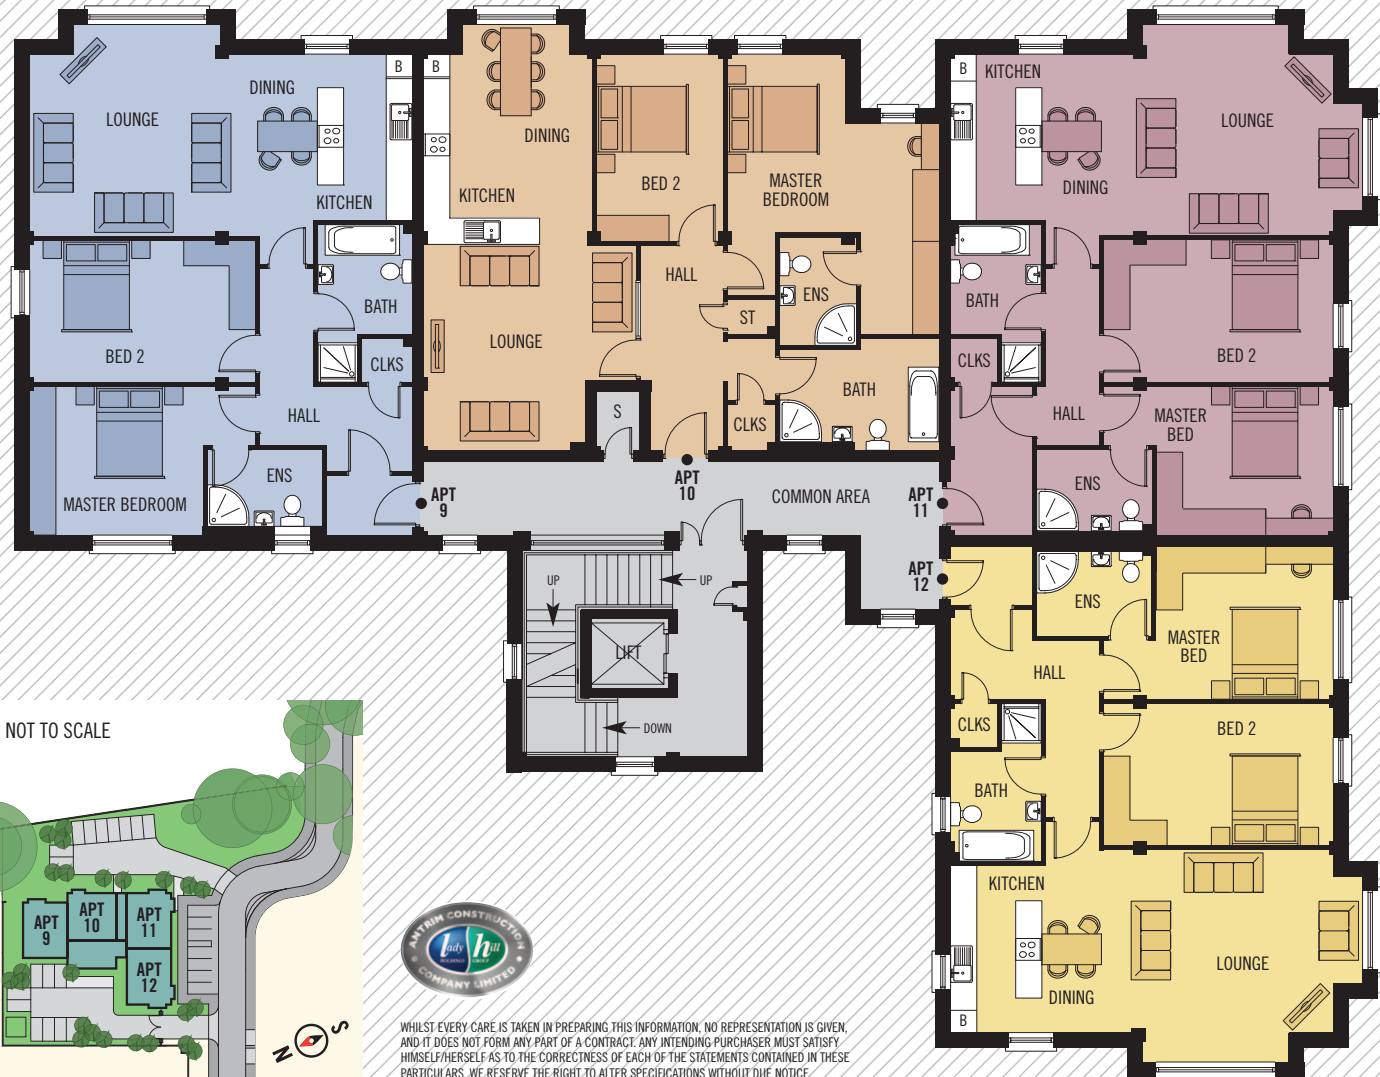 LOUNGE
DINING
KITCHEN
B
BED 2
BATH
CLKS
HALL
MASTER BEDROOM
ENS
APT
9
B
DINING
KITCHEN
LOUNGE
BED 2
MASTER
BEDROOM
HALL
ST
ENS
S
CLKS
BATH
APT
10
COMMON AREA
B
KITCHEN
DINING
LOUNGE
BATH
CLKS
HALL
BED 2
MASTER
BED
ENS
APT
11
APT
12
ENS
HALL
MASTER
BED
CLKS
BED 2
BATH
KITCHEN
DINING
LOUNGE
B
UP
UP
LIFT
DOWN
NOT TO SCALE
APT
9
APT
10
APT
11
APT
12
N
S
ANTRIM CONSTRUCTION
lady hill
HOLDINGS GROUP
COMPANY LIMITED
WHILST EVERY CARE IS TAKEN IN PREPARING THIS INFORMATION, NO REPRESENTATION IS GIVEN,
AND IT DOES NOT FORM ANY PART OF A CONTRACT. ANY INTENDING PURCHASER MUST SATISFY
HIMSELF/HERSELF AS TO THE CORRECTNESS OF EACH OF THE STATEMENTS CONTAINED IN THESE
PARTICULARS. WE RESERVE THE RIGHT TO ALTER SPECIFICATIONS WITHOUT DUE NOTICE.